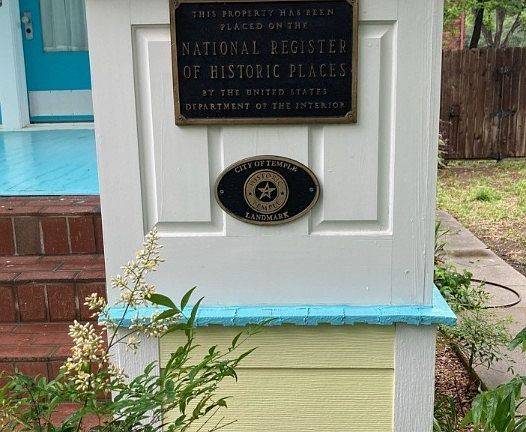 THIS PROPERTY HAS BEEN
PLACED ON THE
NATIONAL REGISTER
OF HISTORIC PLACES
BY THE UNITED STATES
DEPARTMENT OF THE INTERIOR
CITY OF TEMPLE
HISTORIC
TEMPLE
LANDMARK